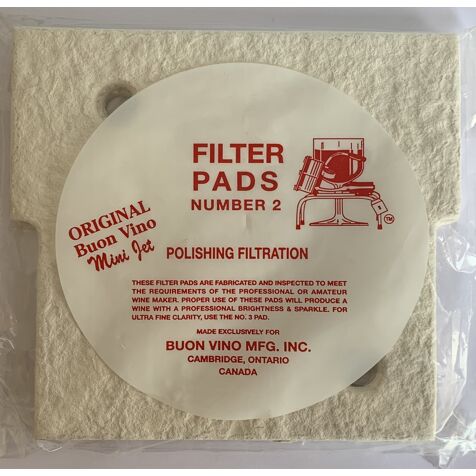 FILTER
PADS
NUMBER 2
TM
ORIGINAL
Buon Vino
Mini Jet
POLISHING FILTRATION
THESE FILTER PADS ARE FABRICATED AND INSPECTED TO MEET
THE REQUIREMENTS OF THE PROFESSIONAL OR AMATEUR
WINE MAKER. PROPER USE OF THESE PADS WILL PRODUCE A
WINE WITH A PROFESSIONAL BRIGHTNESS & SPARKLE. FOR
ULTRA FINE CLARITY, USE THE NO. 3 PAD.
MADE EXCLUSIVELY FOR
BUON VINO MFG. INC.
CAMBRIDGE, ONTARIO
CANADA